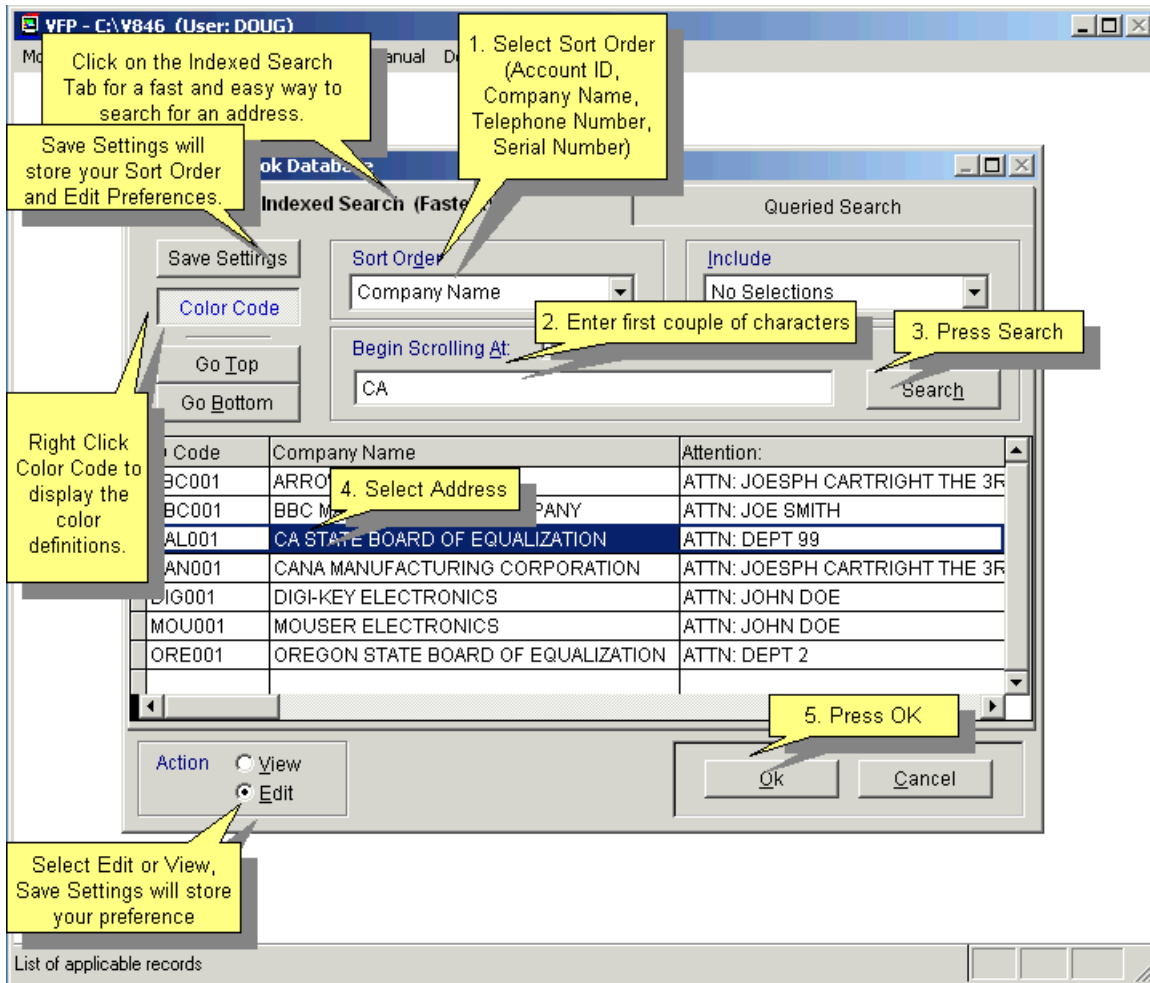 VFP - C:\V846 (User: DOUG)
Click on the Indexed Search
Tab for a fast and easy way to
search for an address.
1. Select Sort Order
(Account ID,
Company Name,
Telephone Number,
Serial Number)
Save Settings will
store your Sort Order
and Edit Preferences.
Indexed Search
Queried Search
Save Settings
Sort Order
Include
Color Code
Company Name
No Selections
2. Enter first couple of characters
3. Press Search
Go Top
Begin Scrolling At:
Go Bottom
CA
Search
Right Click
Color Code to
display the
color
definitions.
Code
Company Name
Attention:
4. Select Address
ATTN: JOESPH CARTRIGHT THE 3R
BBC
ATTN: JOE SMITH
CA STATE BOARD OF EQUALIZATION
ATTN: DEPT 99
CANA MANUFACTURING CORPORATION
ATTN: JOESPH CARTRIGHT THE 3R
DIG001
DIGI-KEY ELECTRONICS
ATTN: JOHN DOE
MOU001
MOUSER ELECTRONICS
ATTN: JOHN DOE
ORE001
OREGON STATE BOARD OF EQUALIZATION
ATTN: DEPT 2
5. Press OK
Action
View
Edit
Ok
Cancel
Select Edit or View,
Save Settings will store
your preference
List of applicable records